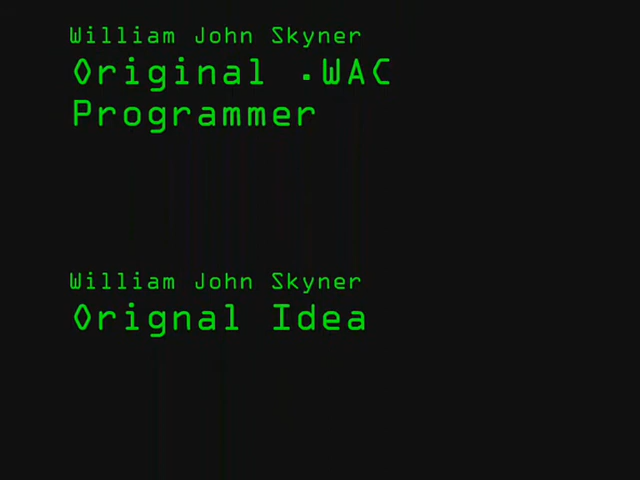 William John Skyner
Original .WAC
Programmer
William John Skyner
Orignal Idea